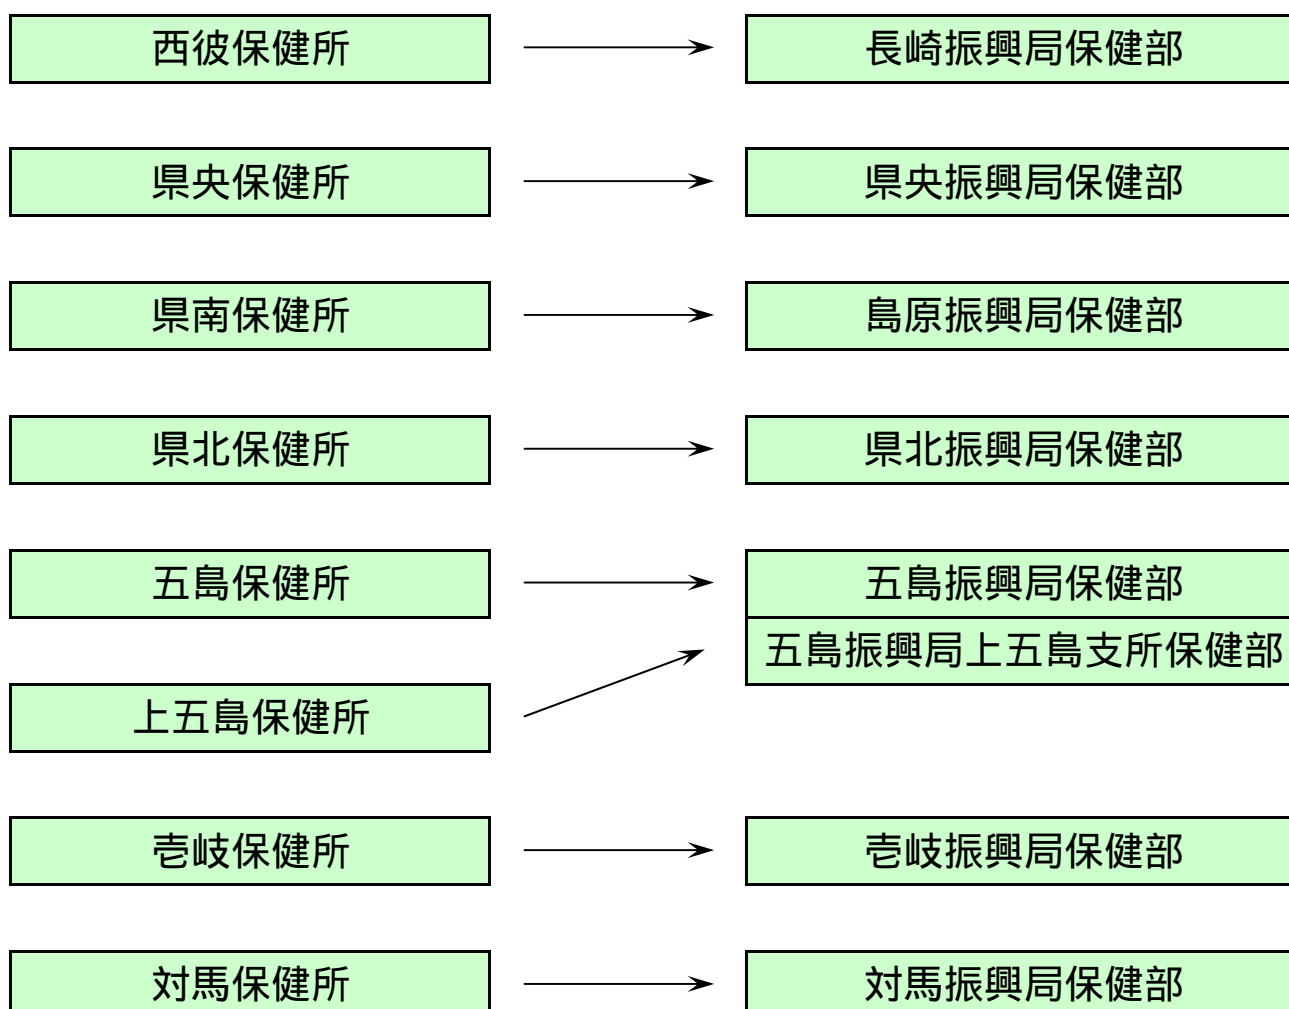 西彼保健所
長崎振興局保健部
県央保健所
県央振興局保健部
県南保健所
島原振興局保健部
県北保健所
県北振興局保健部
五島保健所
五島振興局保健部
五島振興局上五島支所保健部
上五島保健所
壱岐保健所
壱岐振興局保健部
対馬保健所
対馬振興局保健部